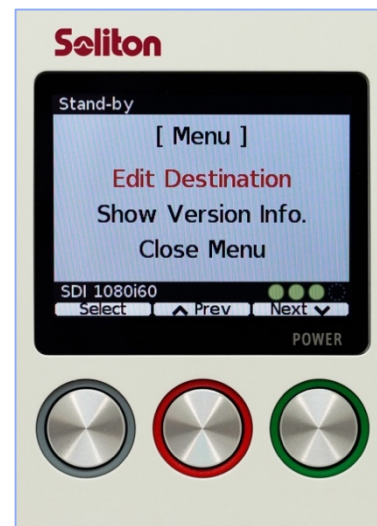 Soliton
Stand-by
[ Menu ]
Edit Destination
Show Version Info.
Close Menu
SDI 1080i60
Select
Prev
Next
POWER